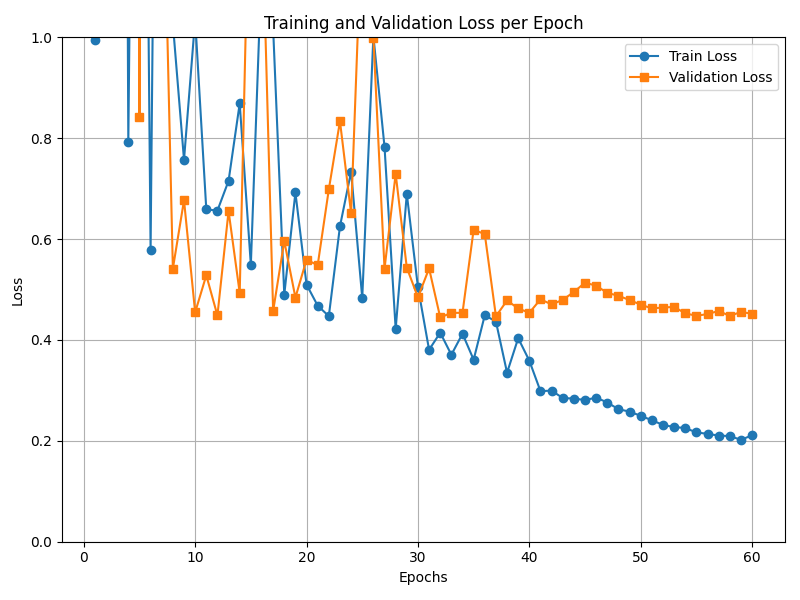 Training and Validation Loss per Epoch
Train Loss
Validation Loss
1.0
0.8
0.6
0.4
0.2
0.0
Loss
0 10 20 30 40 50 60
Epochs